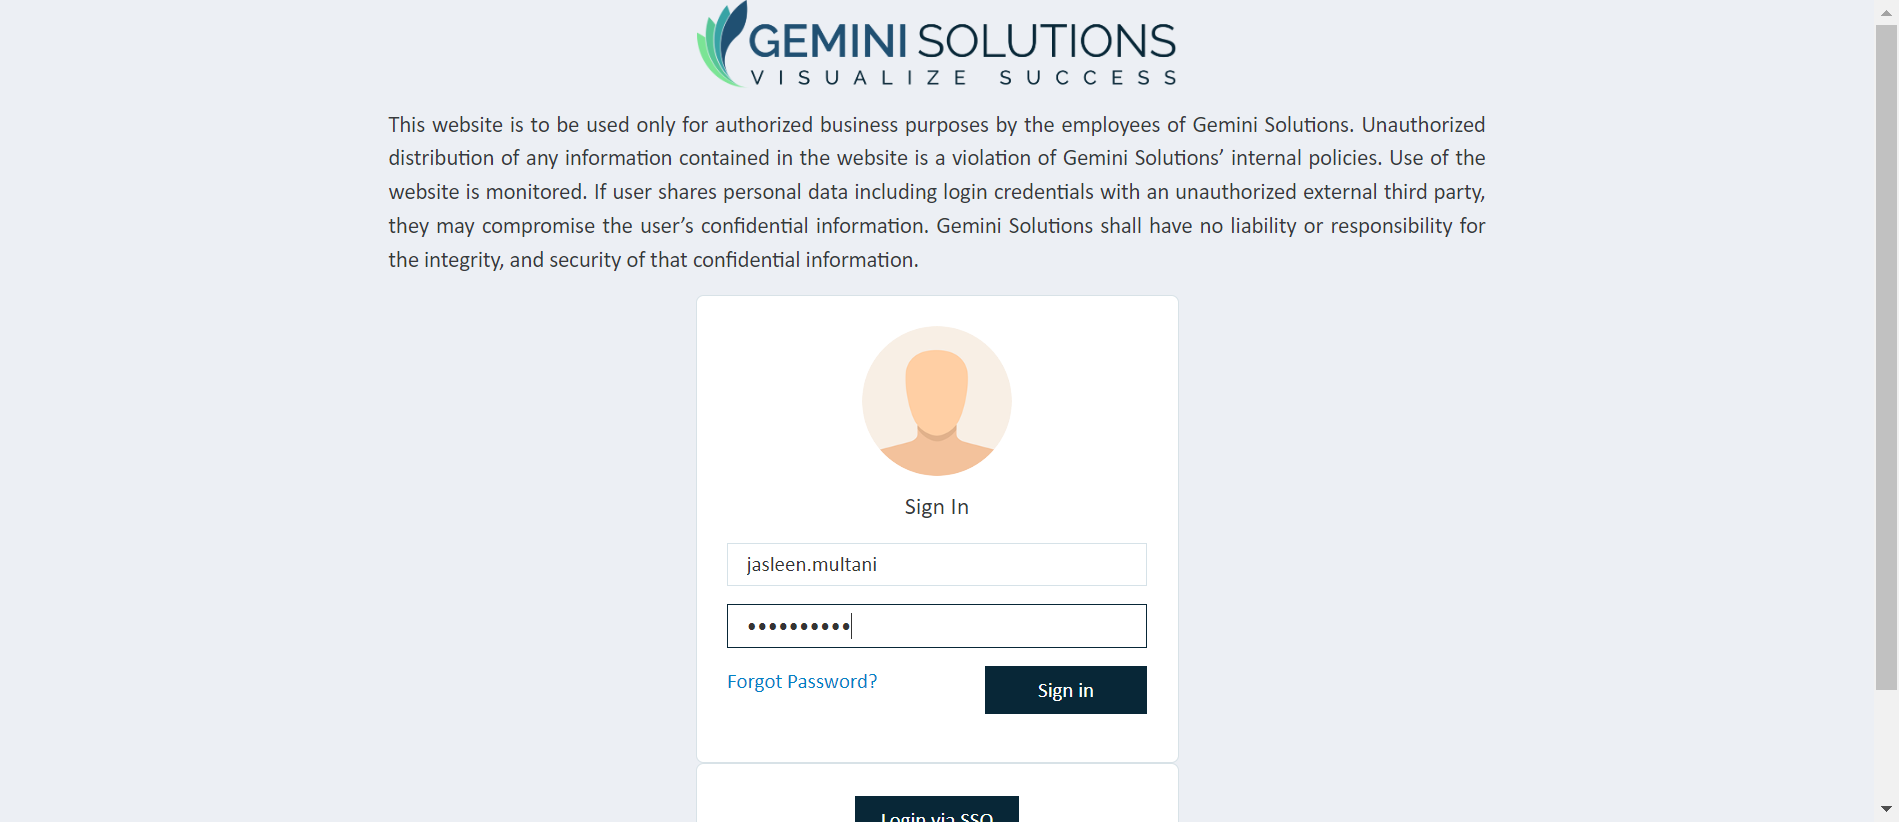 GEMINI SOLUTIONS
VISUALIZE SUCCESS
This website is to be used only for authorized business purposes by the employees of Gemini Solutions. Unauthorized
distribution of any information contained in the website is a violation of Gemini Solutions’ internal policies. Use of the
website is monitored. If user shares personal data including login credentials with an unauthorized external third party,
they may compromise the user’s confidential information. Gemini Solutions shall have no liability or responsibility for
the integrity, and security of that confidential information.
Sign In
jasleen.multani
••••••••••
Forgot Password?
Sign in
Login via SSO